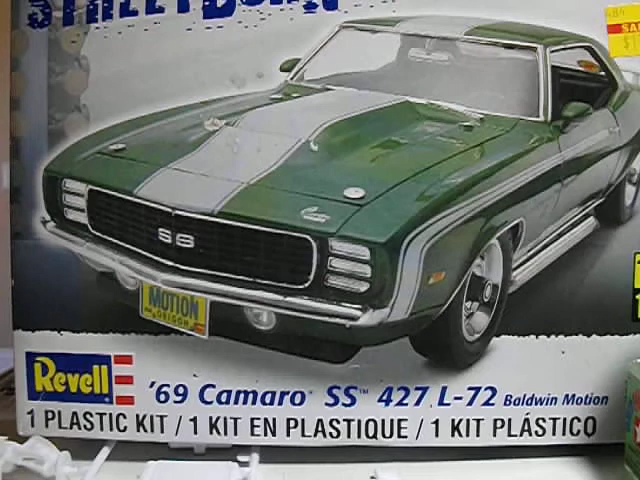 SS
MOTION
Revell
'69 Camaro SS™ 427 L-72 Baldwin Motion
1 PLASTIC KIT / 1 KIT EN PLASTIQUE / 1 KIT PLÁSTICO